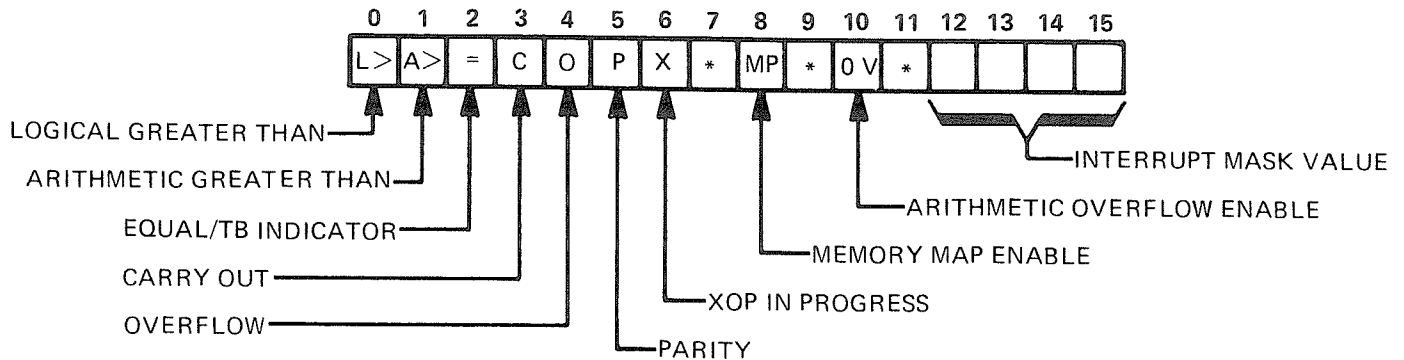 0 1 2 3 4 5 6 7 8 9 10 11 12 13 14 15
L> A> = C O P X * MP * 0 V *
LOGICAL GREATER THAN
INTERRUPT MASK VALUE
ARITHMETIC GREATER THAN
ARITHMETIC OVERFLOW ENABLE
EQUAL/TB INDICATOR
MEMORY MAP ENABLE
CARRY OUT
XOP IN PROGRESS
OVERFLOW
PARITY